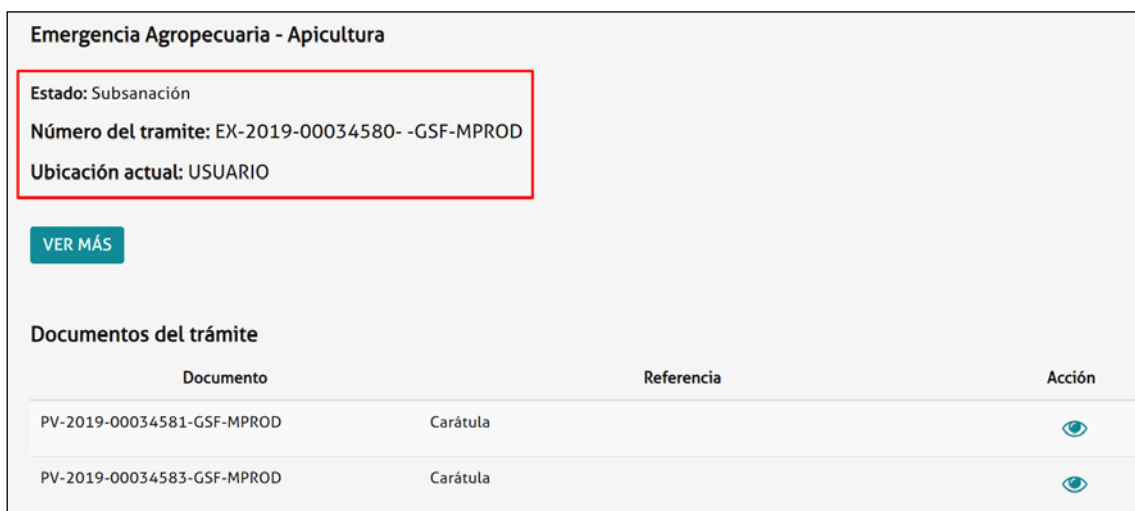 Emergencia Agropecuaria - Apicultura
Estado: Subsanación
Número del tramite: EX-2019-00034580- -GSF-MPROD
Ubicación actual: USUARIO
VER MÁS
Documentos del trámite
Documento Referencia Acción
PV-2019-00034581-GSF-MPROD Carátula
PV-2019-00034583-GSF-MPROD Carátula